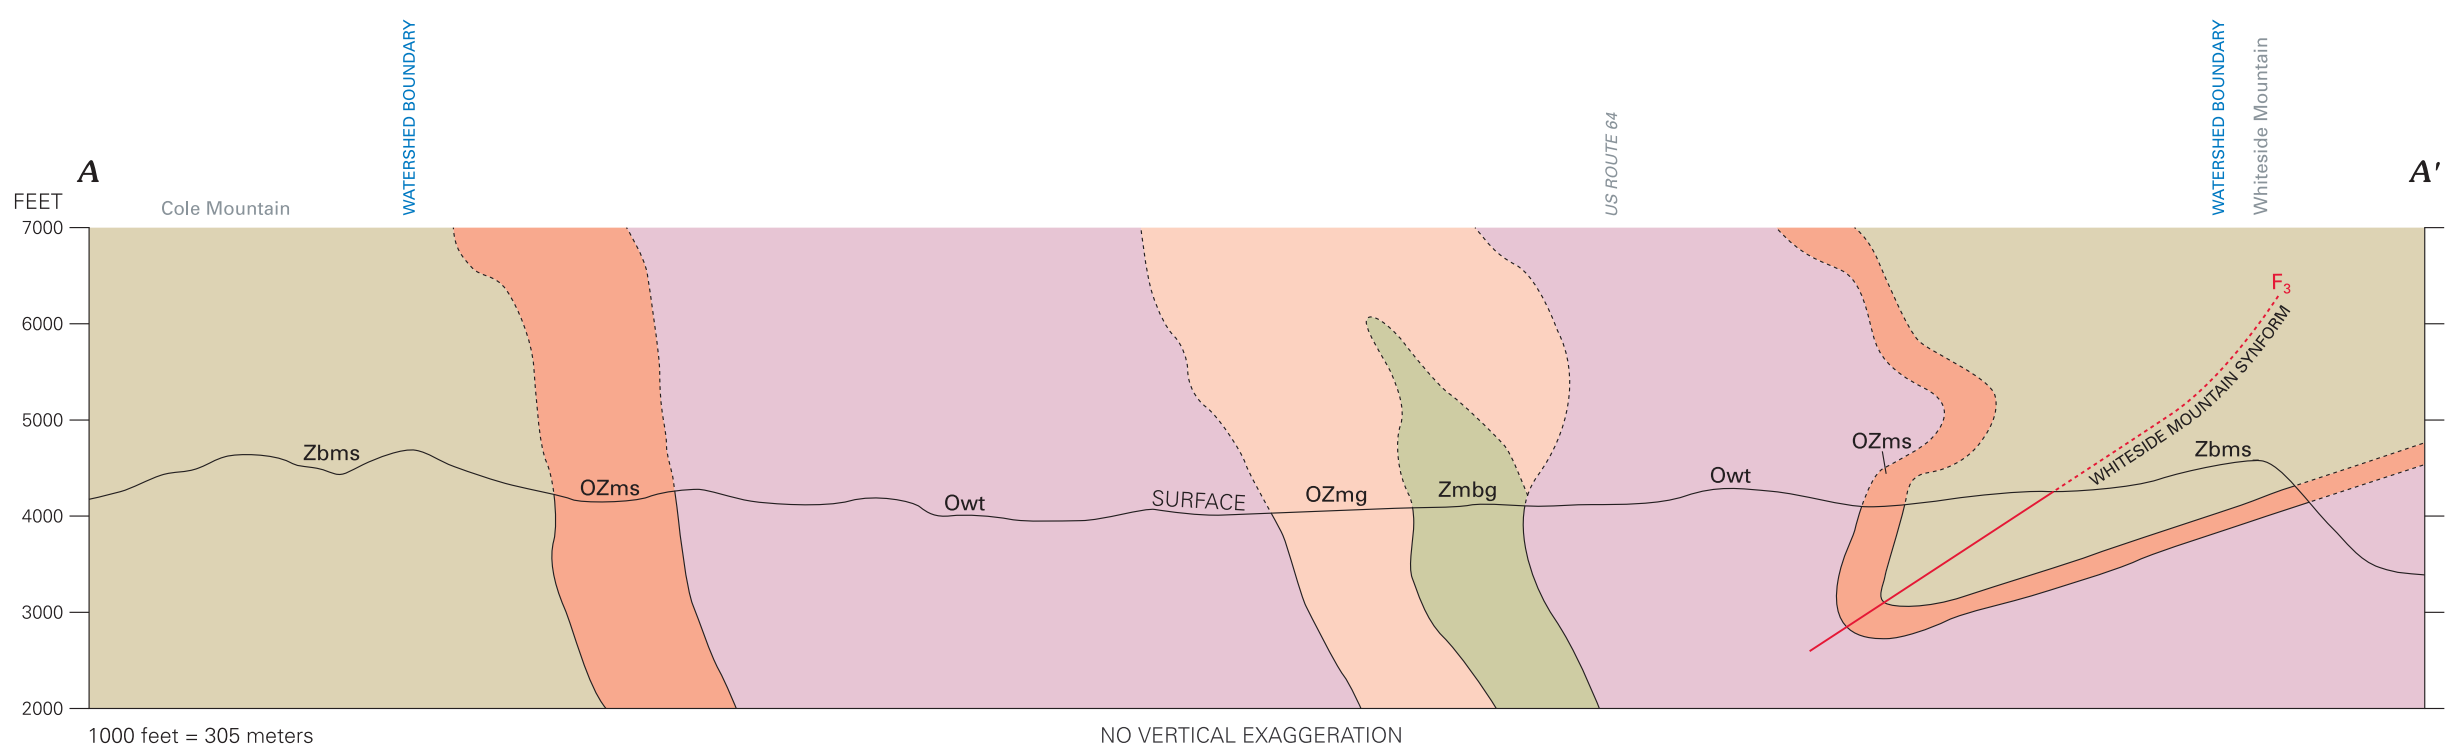 WATERSHED BOUNDARY
WATERSHED BOUNDARY
Whiteside Mountain
US ROUTE 64
A
A′
FEET
Cole Mountain
7000
6000
5000
4000
3000
2000
F3
WHITESIDE MOUNTAIN SYNFORM
Zbms
OZms
Owt
SURFACE
OZmg
Zmbg
Owt
OZms
Zbms
1000 feet = 305 meters
NO VERTICAL EXAGGERATION